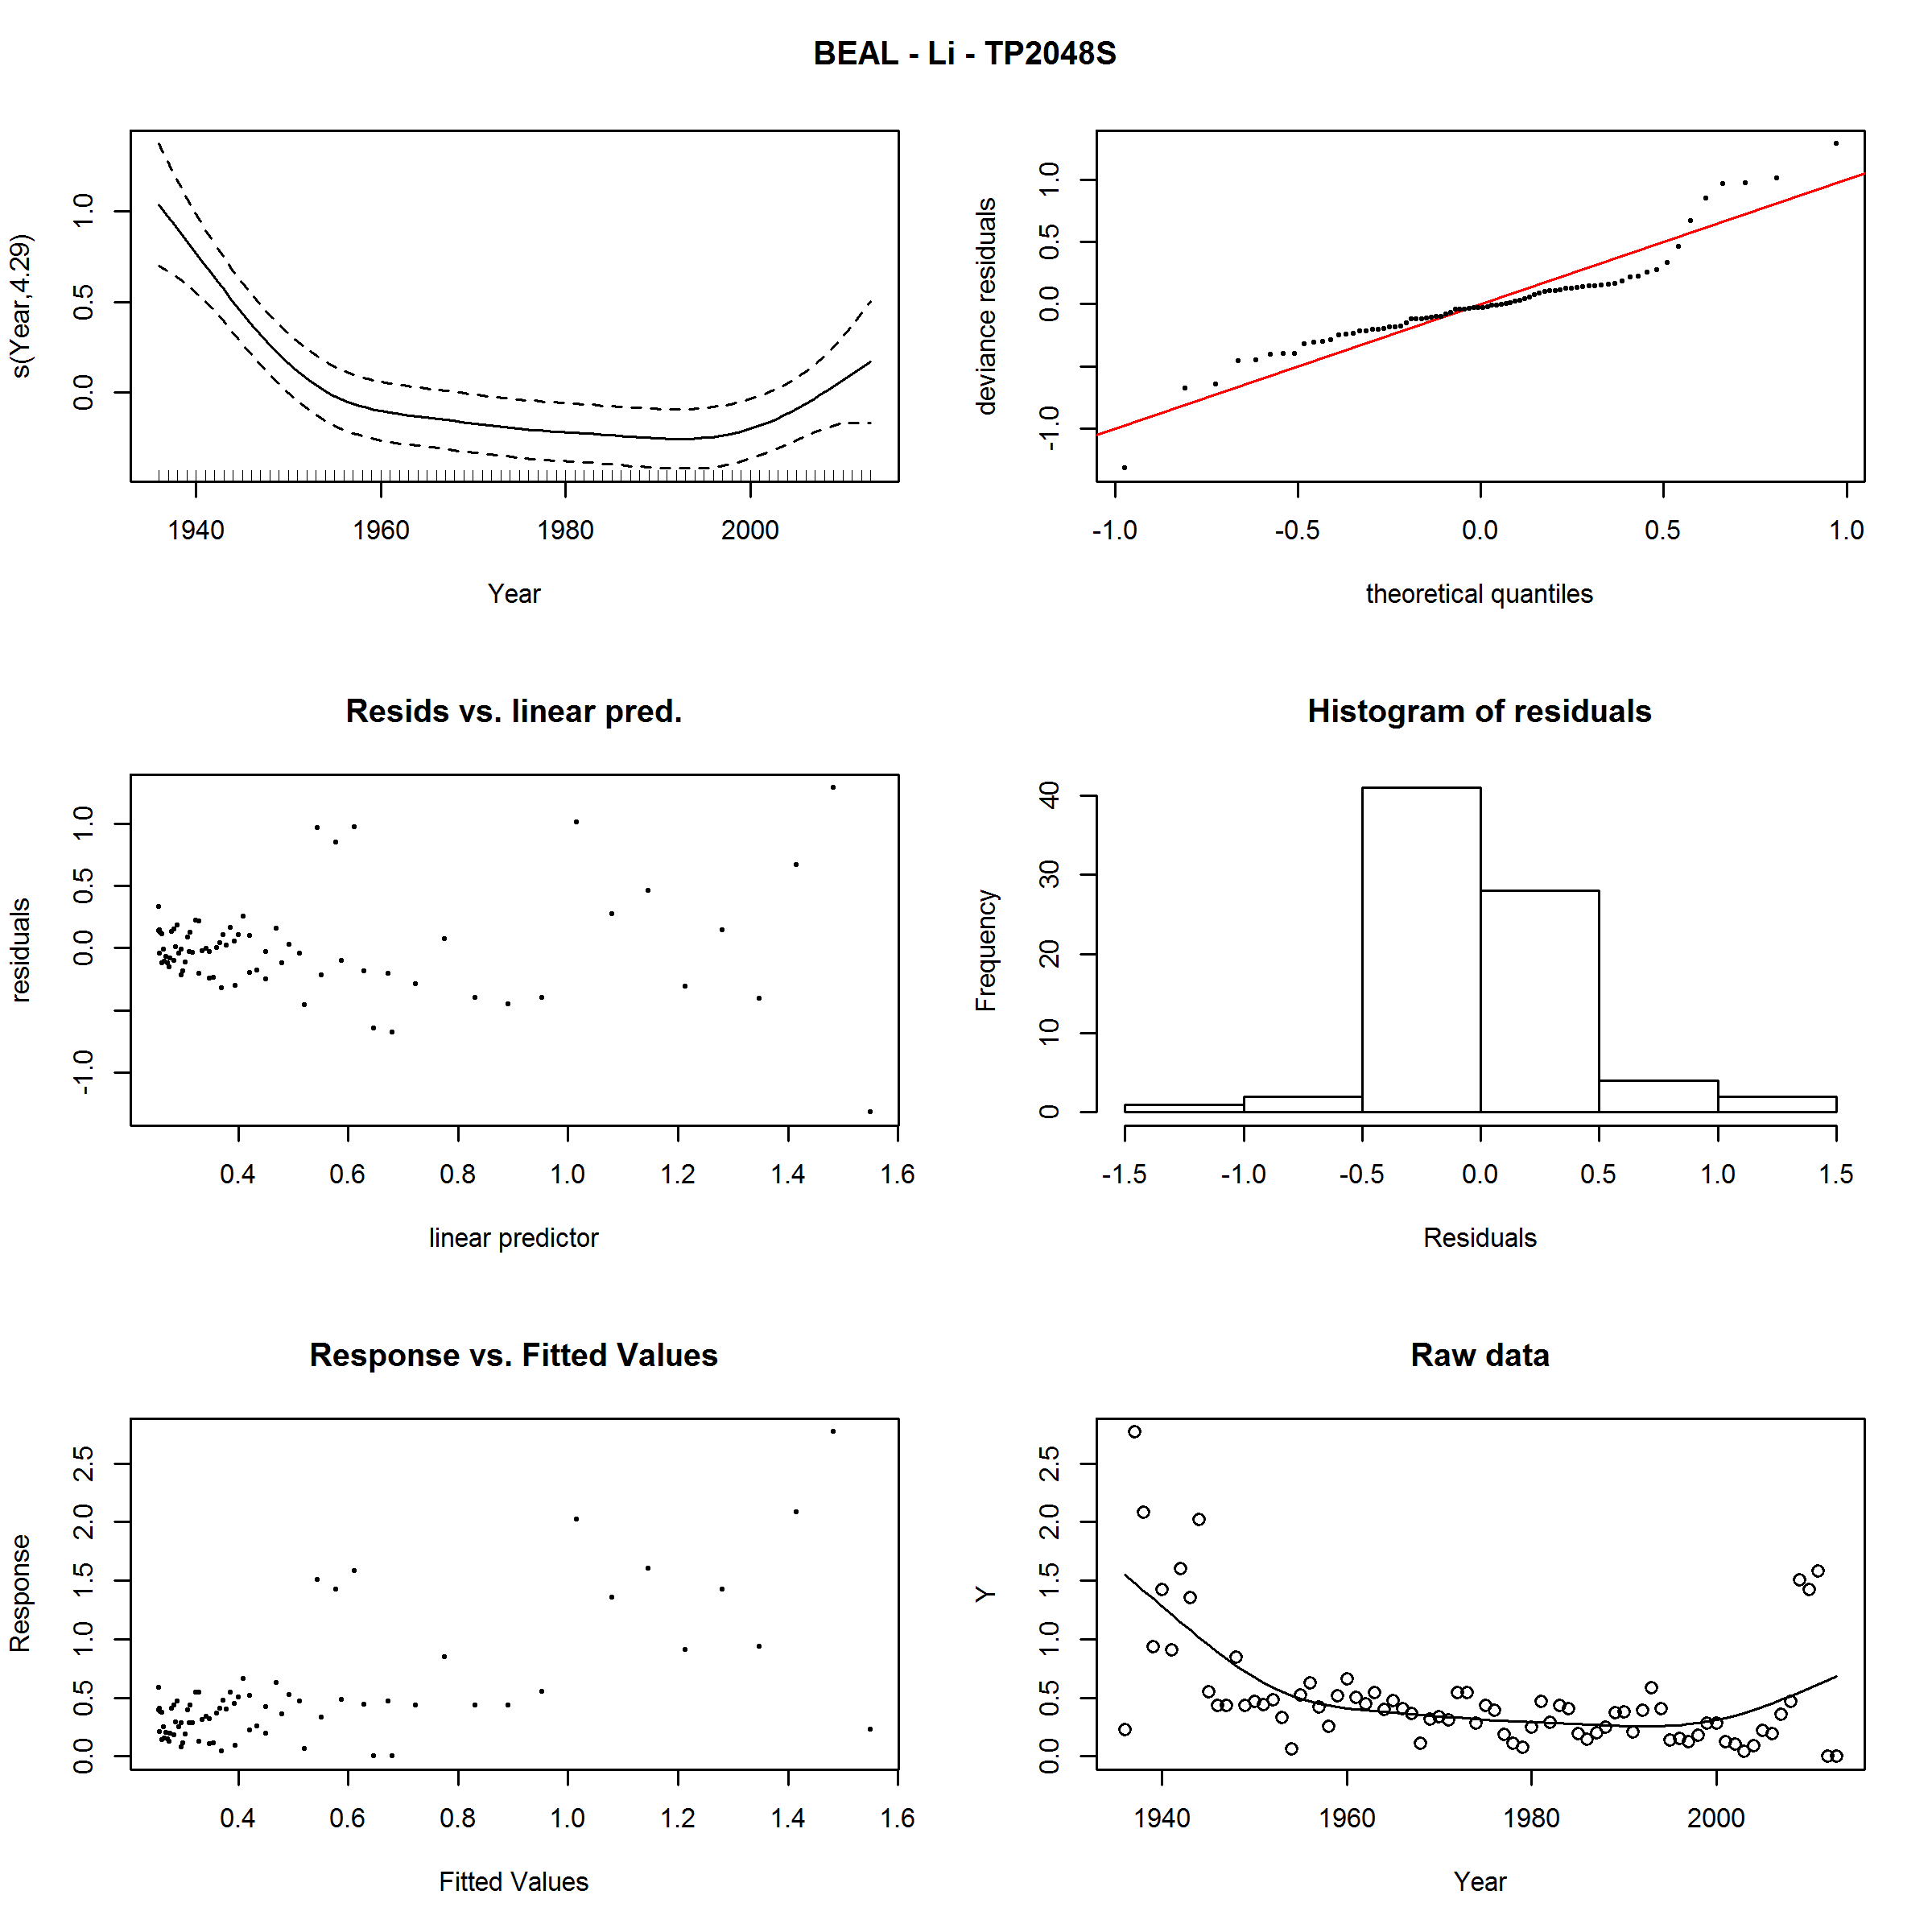 BEAL - Li - TP2048S
s(Year,4.29)
0.0 0.5 1.0
1940 1960 1980 2000
Year
deviance residuals
-1.0 0.0 0.5 1.0
-1.0 -0.5 0.0 0.5 1.0
theoretical quantiles
Resids vs. linear pred.
residuals
-1.0 0.0 0.5 1.0
0.4 0.6 0.8 1.0 1.2 1.4 1.6
linear predictor
Histogram of residuals
Frequency
0 10 20 30 40
-1.5 -1.0 -0.5 0.0 0.5 1.0 1.5
Residuals
Response vs. Fitted Values
Response
0.0 0.5 1.0 1.5 2.0 2.5
0.4 0.6 0.8 1.0 1.2 1.4 1.6
Fitted Values
Raw data
Y
0.0 0.5 1.0 1.5 2.0 2.5
1940 1960 1980 2000
Year